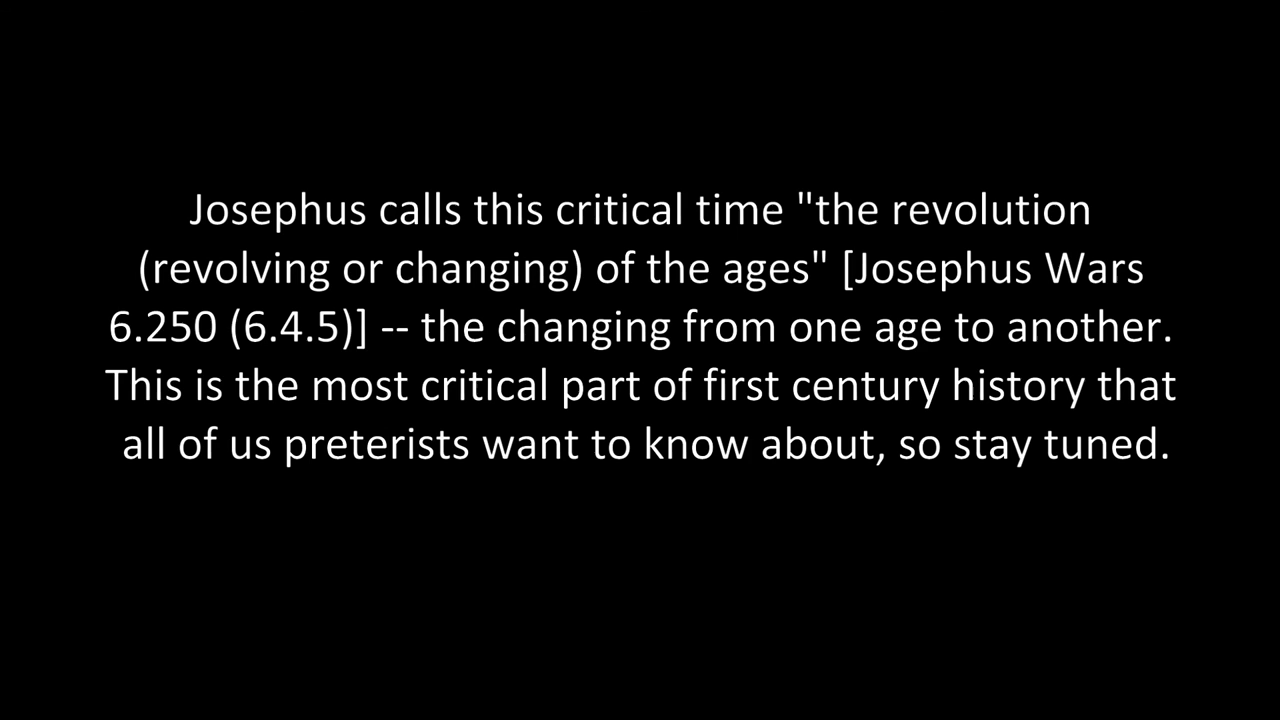 Josephus calls this critical time "the revolution
(revolving or changing) of the ages" [Josephus Wars
6.250 (6.4.5)] -- the changing from one age to another.
This is the most critical part of first century history that
all of us preterists want to know about, so stay tuned.